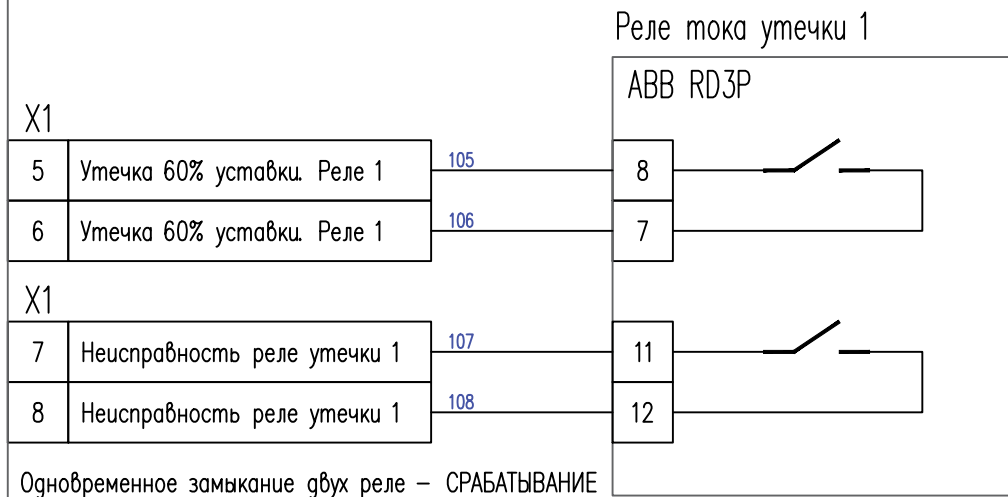 Реле тока утечки 1
ABB RD3P
X1
5 Утечка 60% уставки. Реле 1 105 8
6 Утечка 60% уставки. Реле 1 106 7
X1
7 Неисправность реле утечки 1 107 11
8 Неисправность реле утечки 1 108 12
Одновременное замыкание двух реле – СРАБАТЫВАНИЕ